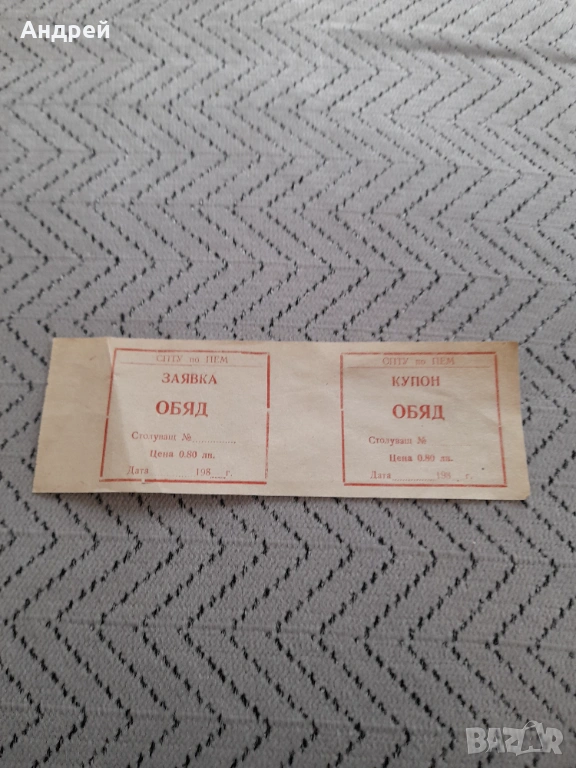 Андрей
СПТУ по ПЕМ
ЗАЯВКА
ОБЯД
Столуващ №
Цена 0.80 лв.
Дата 198 г.
СПТУ по ПЕМ
КУПОН
ОБЯД
Столуващ №
Цена 0.80 лв.
Дата 198 г.
BAZAR